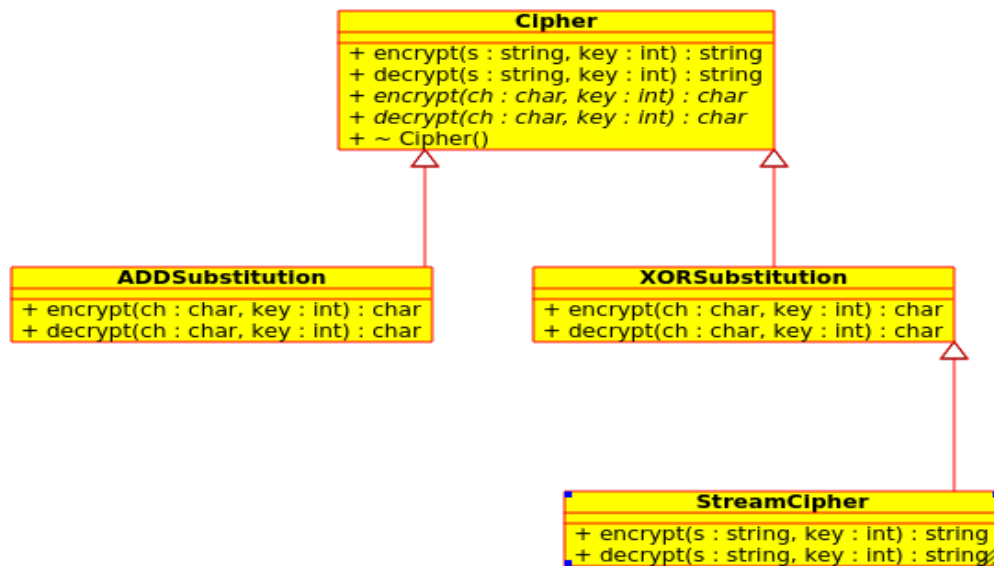 Cipher
+ encrypt(s : string, key : int) : string
+ decrypt(s : string, key : int) : string
+ encrypt(ch : char, key : int) : char
+ decrypt(ch : char, key : int) : char
+ ~ Cipher()
ADDSubstitution
+ encrypt(ch : char, key : int) : char
+ decrypt(ch : char, key : int) : char
XORSubstitution
+ encrypt(ch : char, key : int) : char
+ decrypt(ch : char, key : int) : char
StreamCipher
+ encrypt(s : string, key : int) : string
+ decrypt(s : string, key : int) : string